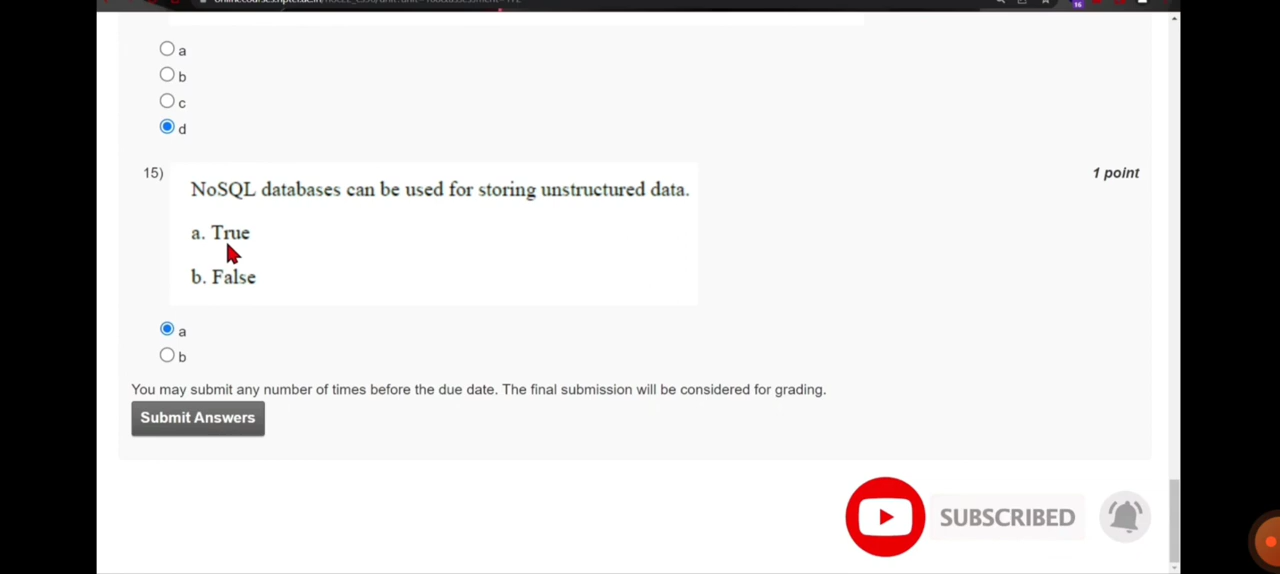 a
b
c
d
15)
1 point
NoSQL databases can be used for storing unstructured data.
a. True
b. False
a
b
You may submit any number of times before the due date. The final submission will be considered for grading.
Submit Answers
SUBSCRIBED